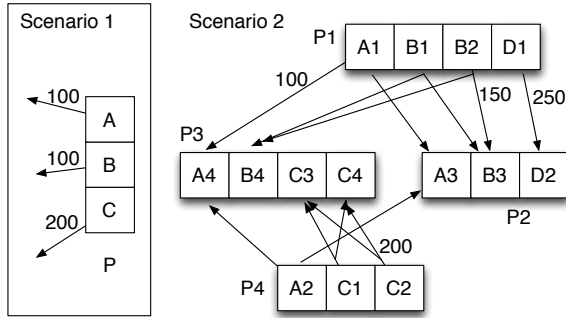 Scenario 1
100
A
100
B
200
C
P
Scenario 2
P1
A1 B1 B2 D1
100
150
250
P3
A4 B4 C3 C4
A3 B3 D2
P2
200
P4
A2 C1 C2